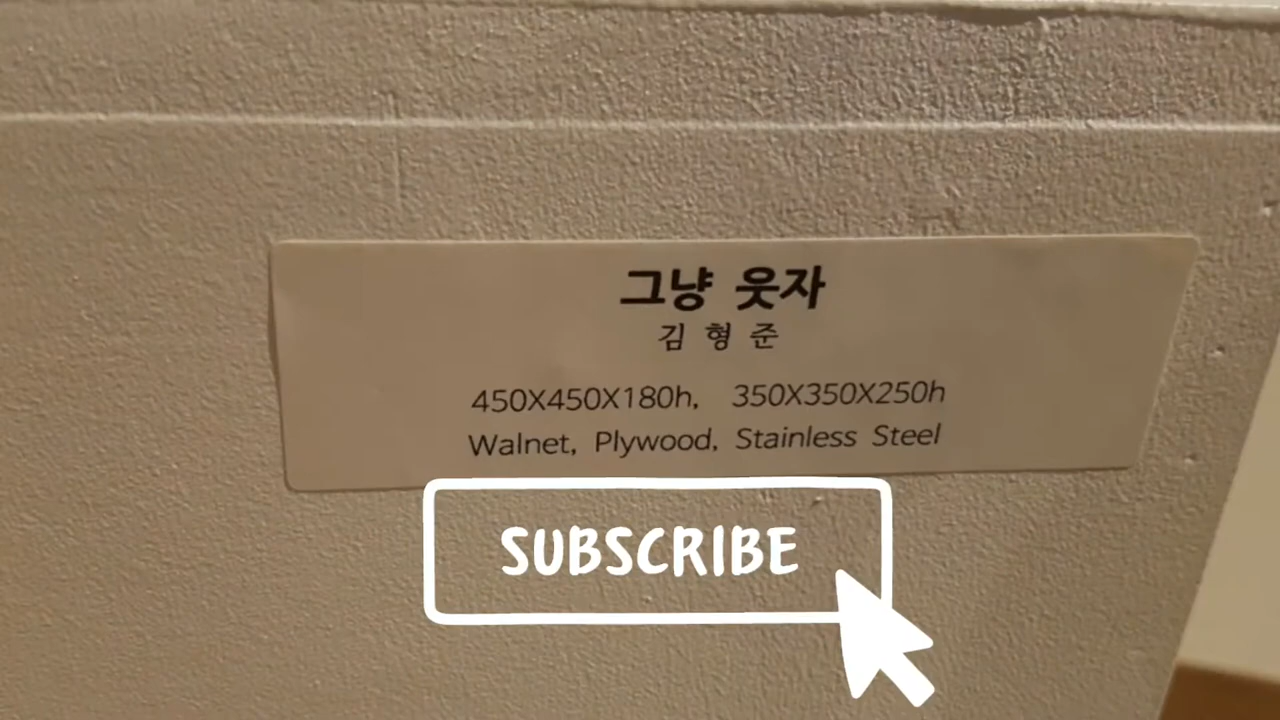 그냥 웃자
김 형 준
450X450X180h, 350X350X250h
Walnet, Plywood, Stainless Steel
SUBSCRIBE